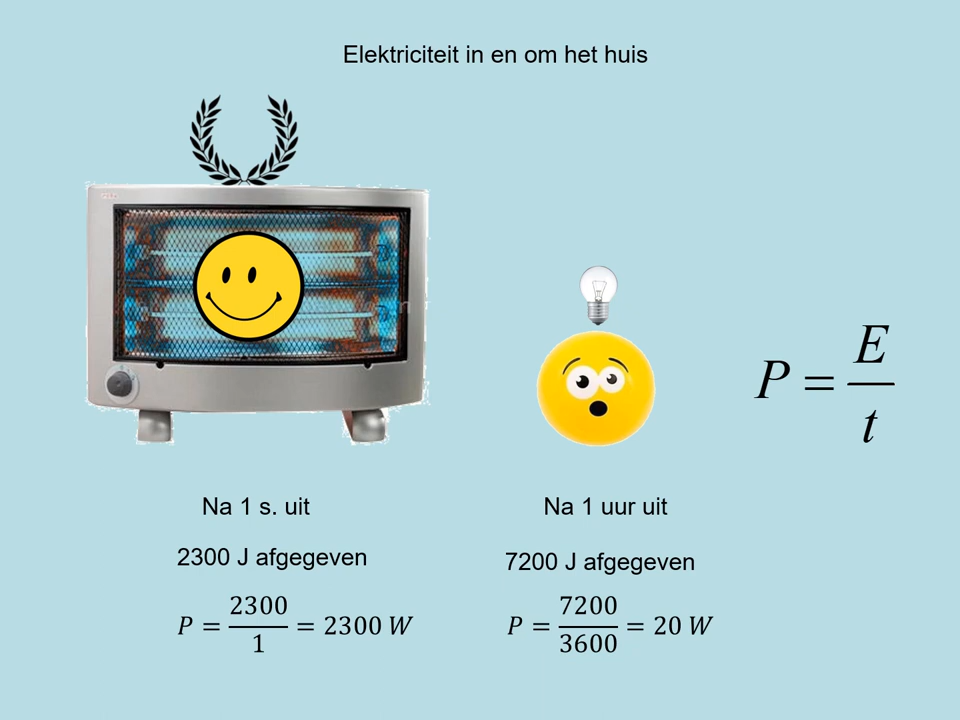 Elektriciteit in en om het huis
P = E / t
Na 1 s. uit
Na 1 uur uit
2300 J afgegeven
7200 J afgegeven
P = 2300 / 1 = 2300 W
P = 7200 / 3600 = 20 W